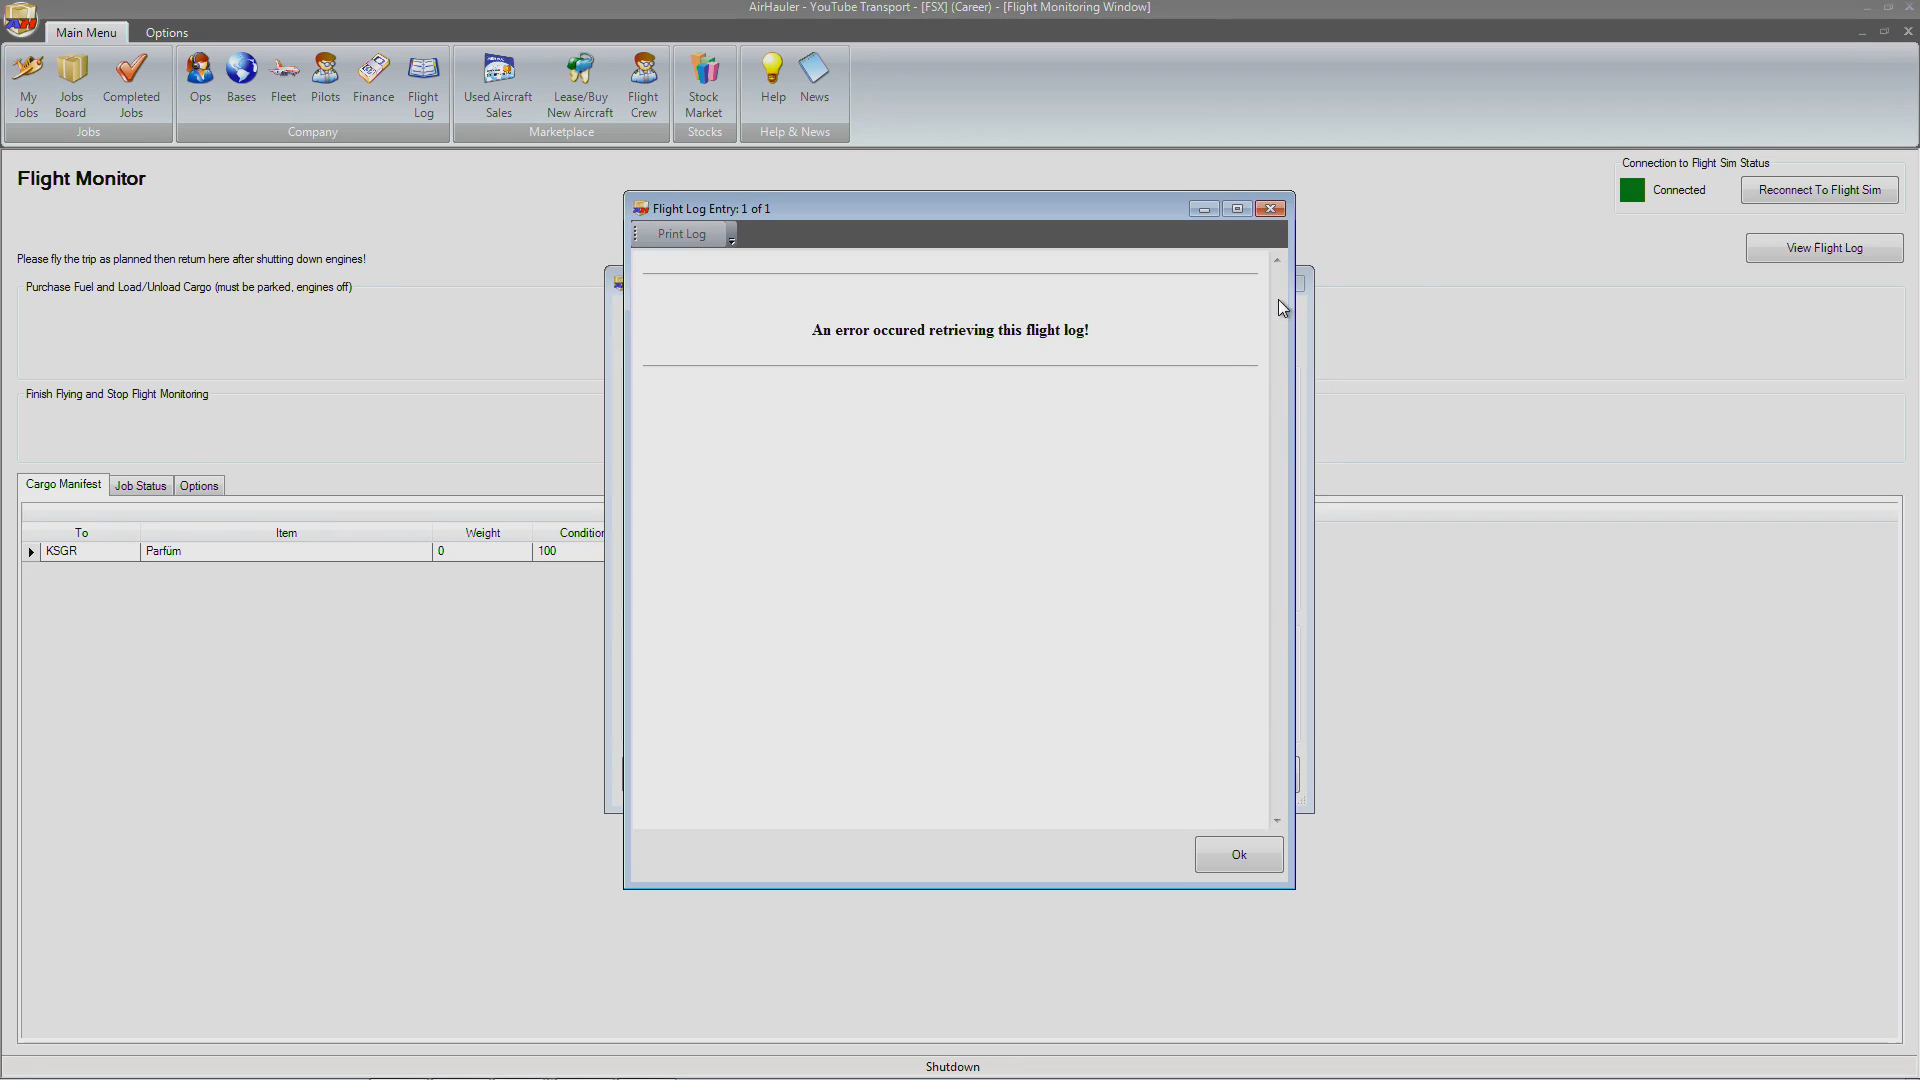 AirHauler - YouTube Transport - [FSX] (Career) - [Flight Monitoring Window]
Main Menu Options
My Jobs
Jobs Board
Completed Jobs
Ops
Bases
Fleet
Pilots
Finance
Flight Log
Used Aircraft Sales
Lease/Buy New Aircraft
Flight Crew
Stock Market
Help
News
Jobs Company Marketplace Stocks Help & News
Flight Monitor
Connection to Flight Sim Status
Connected Reconnect To Flight Sim
View Flight Log
Please fly the trip as planned then return here after shutting down engines!
Purchase Fuel and Load/Unload Cargo (must be parked, engines off)
Finish Flying and Stop Flight Monitoring
Cargo Manifest Job Status Options
To Item Weight Condition
KSGR Parfüm 0 100
Flight Log Entry: 1 of 1
Print Log
An error occured retrieving this flight log!
Ok
Shutdown